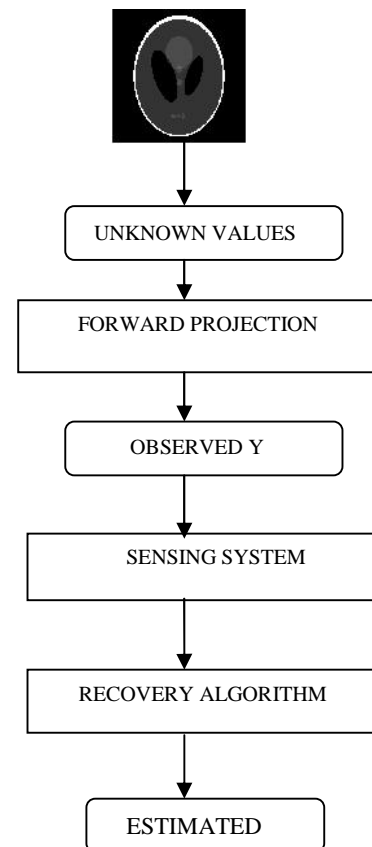 UNKNOWN VALUES
FORWARD PROJECTION
OBSERVED Y
SENSING SYSTEM
RECOVERY ALGORITHM
ESTIMATED